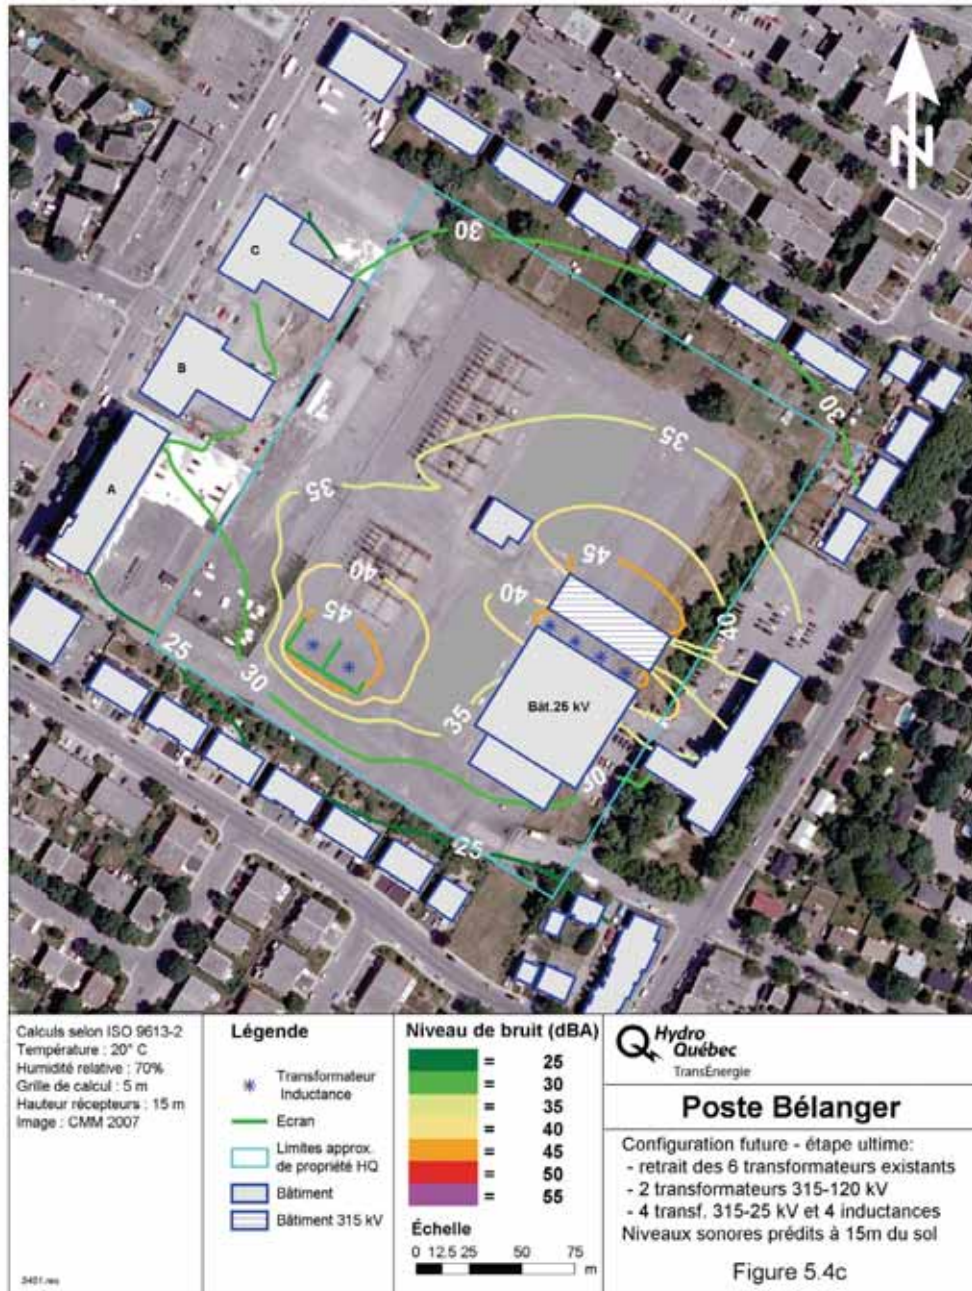 N
30
C
B
A
30
35
35
45
40
40
45
40
25
30
35
Bât.25 kV
30
25
Calculs selon ISO 9613-2
Température : 20° C
Humidité relative : 70%
Grille de calcul : 5 m
Hauteur récepteurs : 15 m
Image : CMM 2007
Légende
Transformateur
Inductance
Ecran
Limites approx.
de propriété HQ
Bâtiment
Bâtiment 315 kV
Niveau de bruit (dBA)
= 25
= 30
= 35
= 40
= 45
= 50
= 55
Échelle
0 12.5 25 50 75
m
Hydro
Québec
TransÉnergie
Poste Bélanger
Configuration future - étape ultime:
- retrait des 6 transformateurs existants
- 2 transformateurs 315-120 kV
- 4 transf. 315-25 kV et 4 inductances
Niveaux sonores prédits à 15m du sol
Figure 5.4c